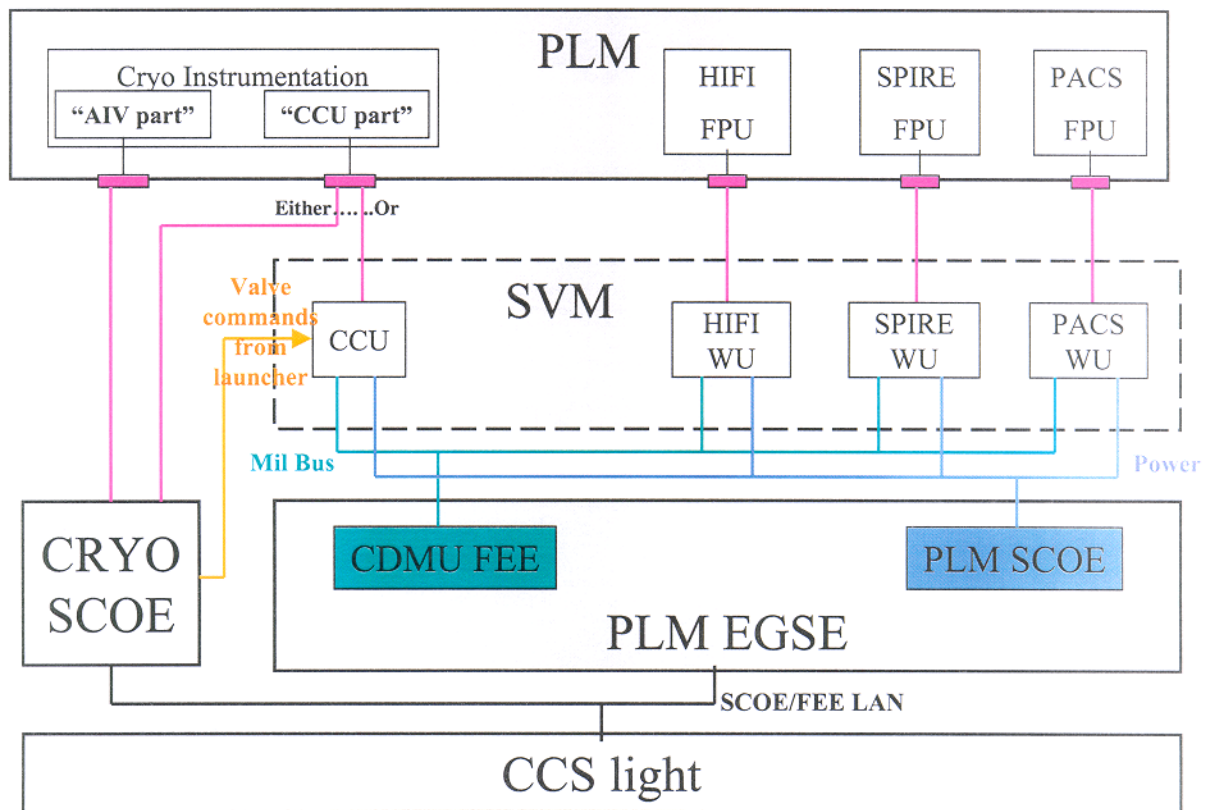 PLM
Cryo Instrumentation
“AIV part”
“CCU part”
HIFI
FPU
SPIRE
FPU
PACS
FPU
Either…...Or
SVM
Valve
commands
from
launcher
CCU
HIFI
WU
SPIRE
WU
PACS
WU
Mil Bus
Power
CRYO
SCOE
CDMU FEE
PLM SCOE
PLM EGSE
SCOE/FEE LAN
CCS light